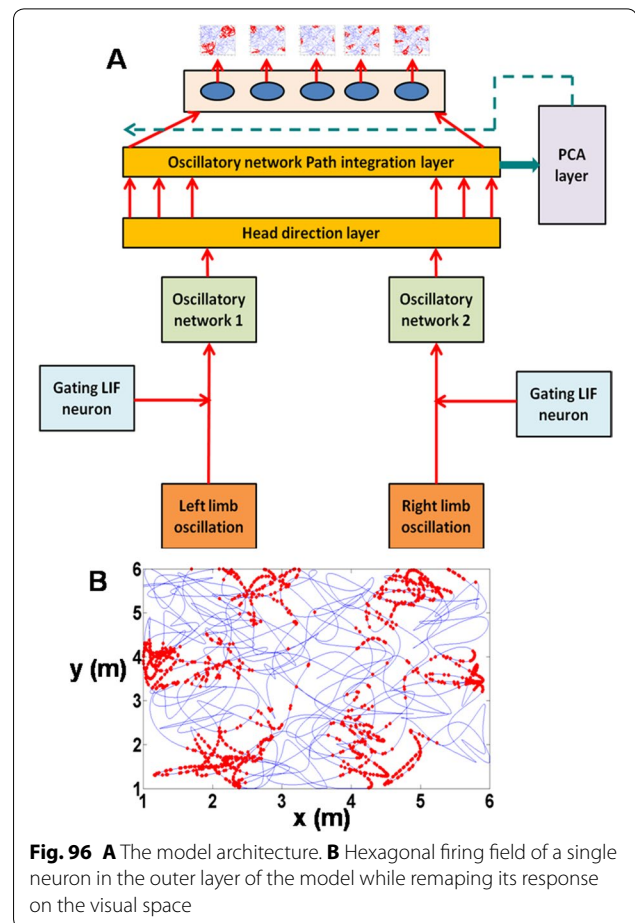 A
Oscillatory network Path integration layer
PCA
layer
Head direction layer
Oscillatory
network 1
Oscillatory
network 2
Gating LIF
neuron
Gating LIF
neuron
Left limb
oscillation
Right limb
oscillation
B
6
5
4
y (m)
3
2
1
1 2 3 4 5 6
x (m)
Fig. 96 A The model architecture. B Hexagonal firing field of a single
neuron in the outer layer of the model while remaping its response
on the visual space